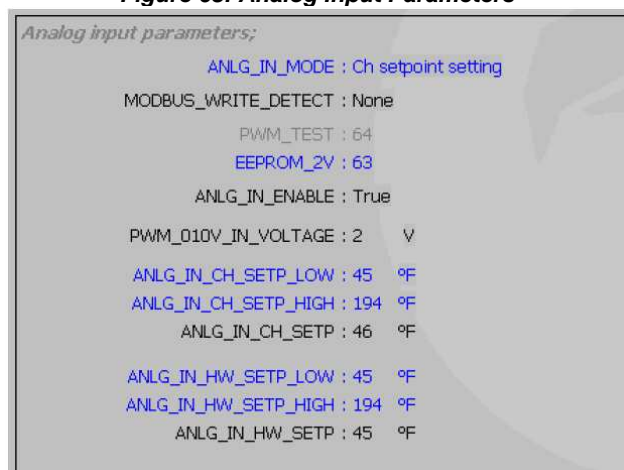 Figure 65. Analog Input Parameters
Analog input parameters;
ANLG_IN_MODE : Ch setpoint setting
MODBUS_WRITE_DETECT : None
PWM_TEST : 64
EEPROM_2V : 63
ANLG_IN_ENABLE : True
PWM_010V_IN_VOLTAGE : 2 V
ANLG_IN_CH_SETP_LOW : 45 ºF
ANLG_IN_CH_SETP_HIGH : 194 ºF
ANLG_IN_CH_SETP : 46 ºF
ANLG_IN_HW_SETP_LOW : 45 ºF
ANLG_IN_HW_SETP_HIGH : 194 ºF
ANLG_IN_HW_SETP : 45 ºF